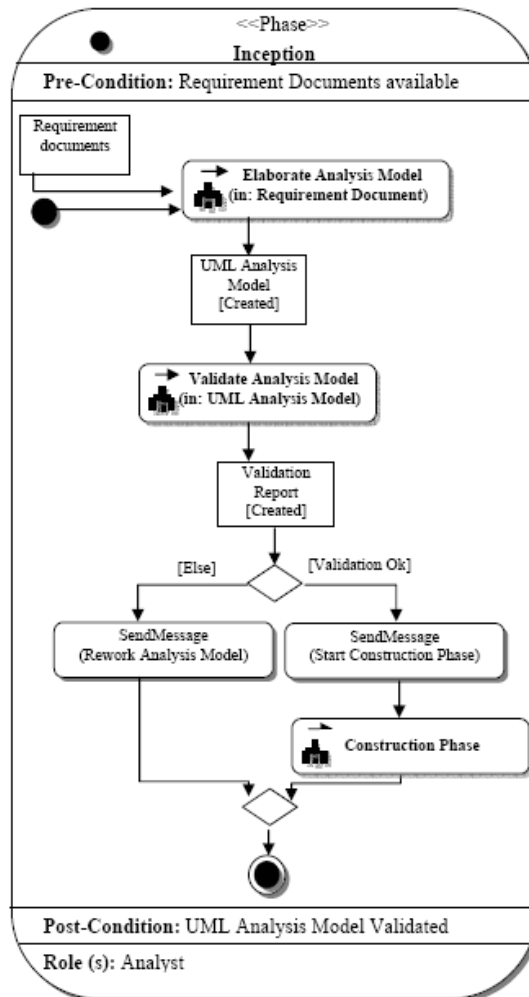 <<Phase>>
Inception
Pre-Condition: Requirement Documents available
Requirement
documents
Elaborate Analysis Model
(in: Requirement Document)
UML Analysis
Model
[Created]
Validate Analysis Model
(in: UML Analysis Model)
Validation
Report
[Created]
[Else]
[Validation Ok]
SendMessage
(Rework Analysis Model)
SendMessage
(Start Construction Phase)
Construction Phase
Post-Condition: UML Analysis Model Validated
Role (s): Analyst